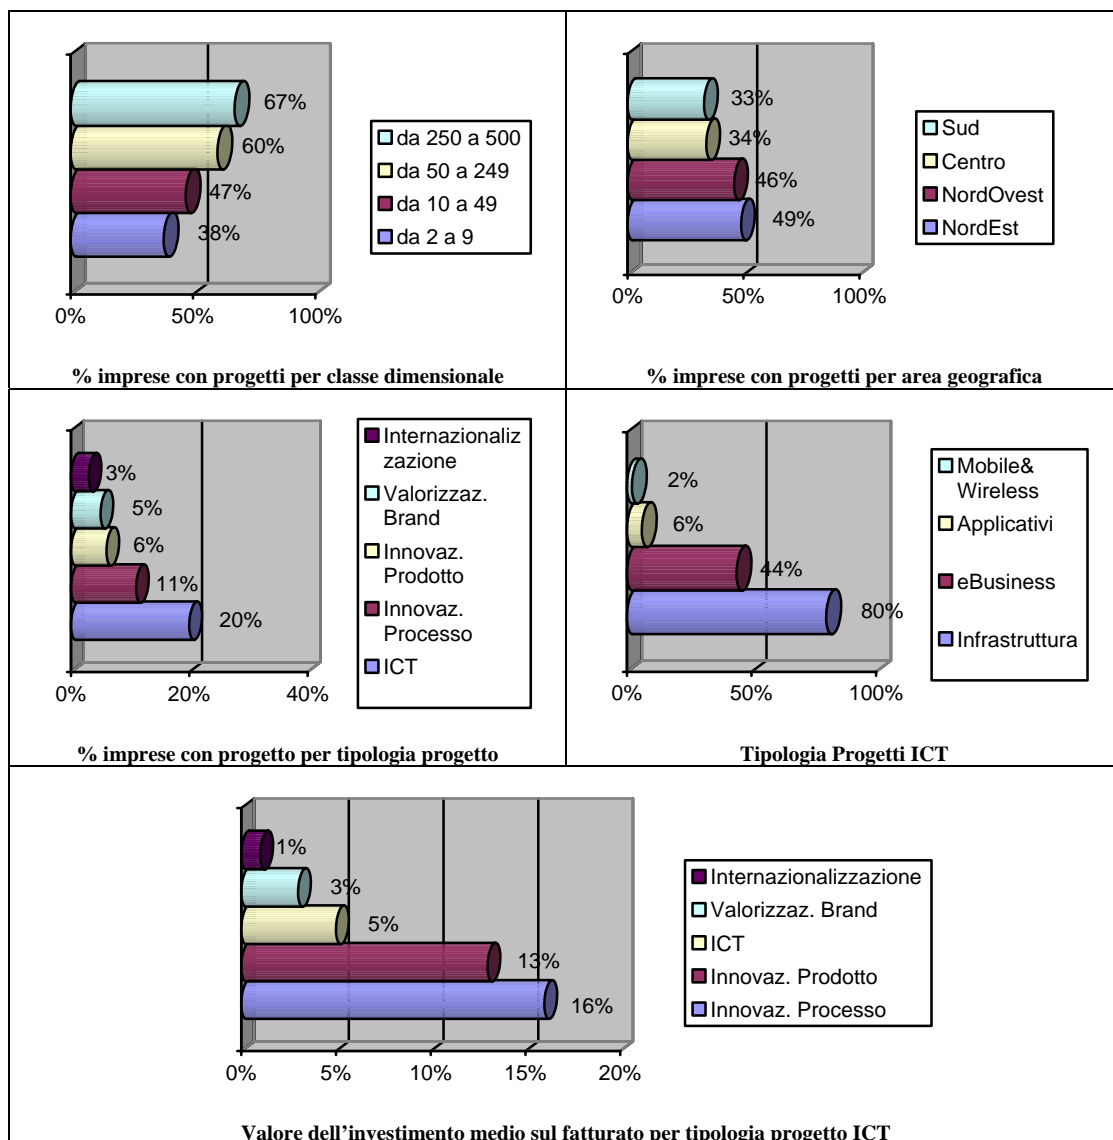 67%
60%
47%
38%
0%
50%
100%
da 250 a 500
da 50 a 249
da 10 a 49
da 2 a 9
% imprese con progetti per classe dimensionale
33%
34%
46%
49%
0%
50%
100%
Sud
Centro
NordOvest
NordEst
% imprese con progetti per area geografica
3%
5%
6%
11%
20%
0%
20%
40%
Internazionaliz
zazione
Valorizzaz.
Brand
Innovaz.
Prodotto
Innovaz.
Processo
ICT
% imprese con progetto per tipologia progetto
2%
6%
44%
80%
0%
50%
100%
Mobile&
Wireless
Applicativi
eBusiness
Infrastruttura
Tipologia Progetti ICT
1%
3%
5%
13%
16%
0%
5%
10%
15%
20%
Internazionalizzazione
Valorizzaz. Brand
ICT
Innovaz. Prodotto
Innovaz. Processo
Valore dell'investimento medio sul fatturato per tipologia progetto ICT